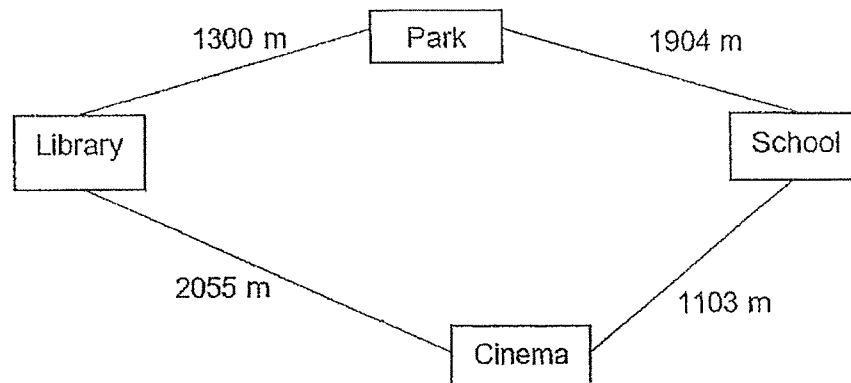 1300 m
Park
1904 m
Library
School
2055 m
1103 m
Cinema